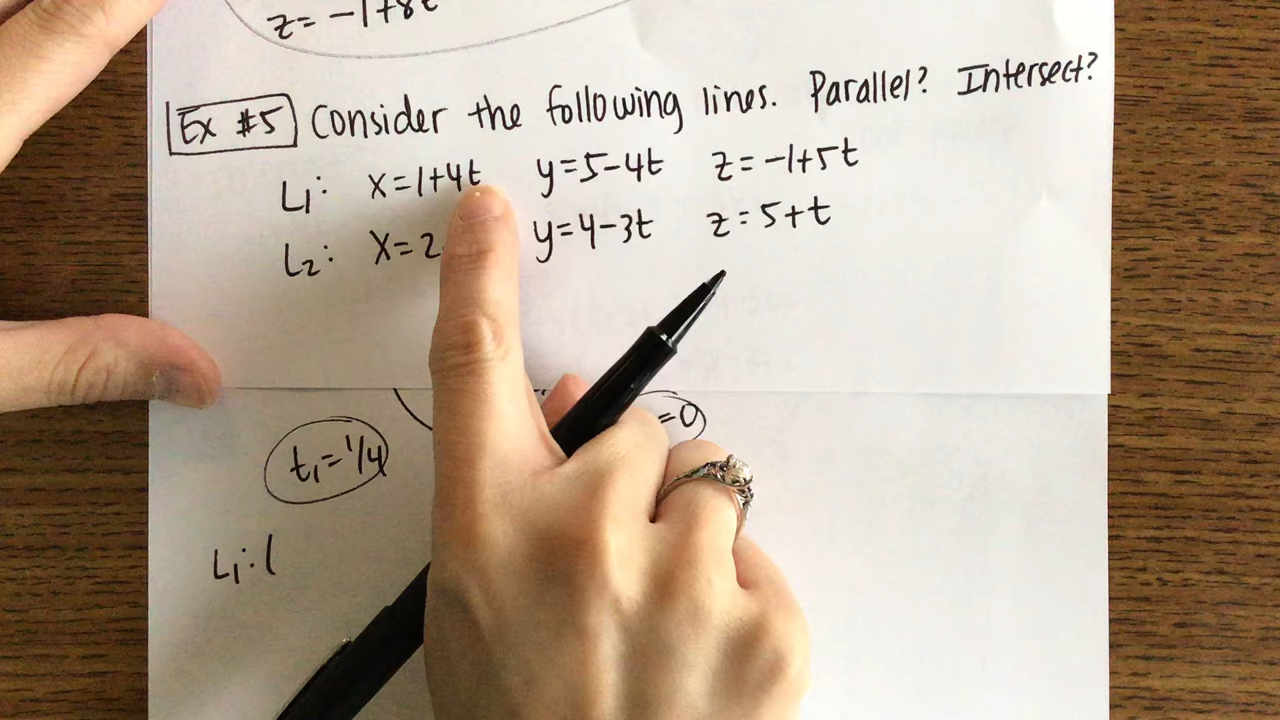 z=-1+8t
Ex #5 Consider the following lines. Parallel? Intersect?
L₁: x=1+4t y=5-4t z=-1+5t
L₂: x=2 y=4-3t z=5+t
t₁=1/4 =0
L₁:(